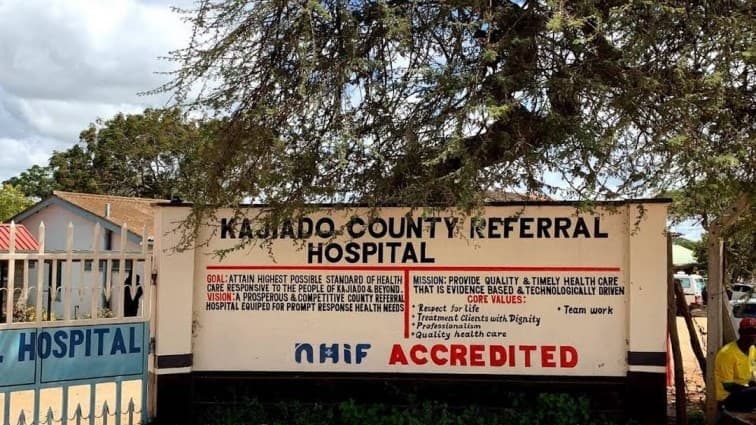 KAJIADO COUNTY REFERRAL
HOSPITAL
GOAL: ATTAIN HIGHEST POSSIBLE STANDARD OF HEALTH
CARE RESPONSIVE TO THE PEOPLE OF KAJIADO & BEYOND.
VISION: A PROSPEROUS & COMPETITIVE COUNTY REFERRAL
HOSPITAL EQUIPED FOR PROMPT RESPONSE HEALTH NEEDS
MISSION: PROVIDE QUALITY & TIMELY HEALTH CARE
THAT IS EVIDENCE BASED & TECHNOLOGICALLY DRIVEN
CORE VALUES:
* Respect for life
* Treatment Clients with Dignity
* Professionalism
* Quality health care
* Team work
NHIF ACCREDITED
L HOSPITAL